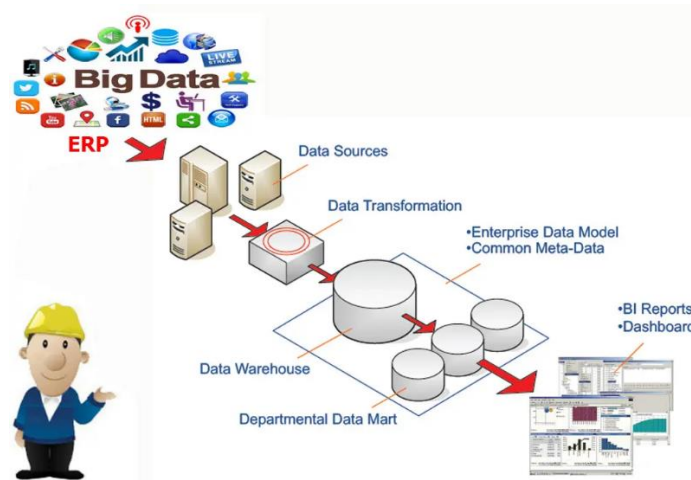 LIVE
STREAM
Big Data
$
HTML
ERP
Data Sources
Data Transformation
•Enterprise Data Model
•Common Meta-Data
•BI Reports
•Dashboard
Data Warehouse
Departmental Data Mart